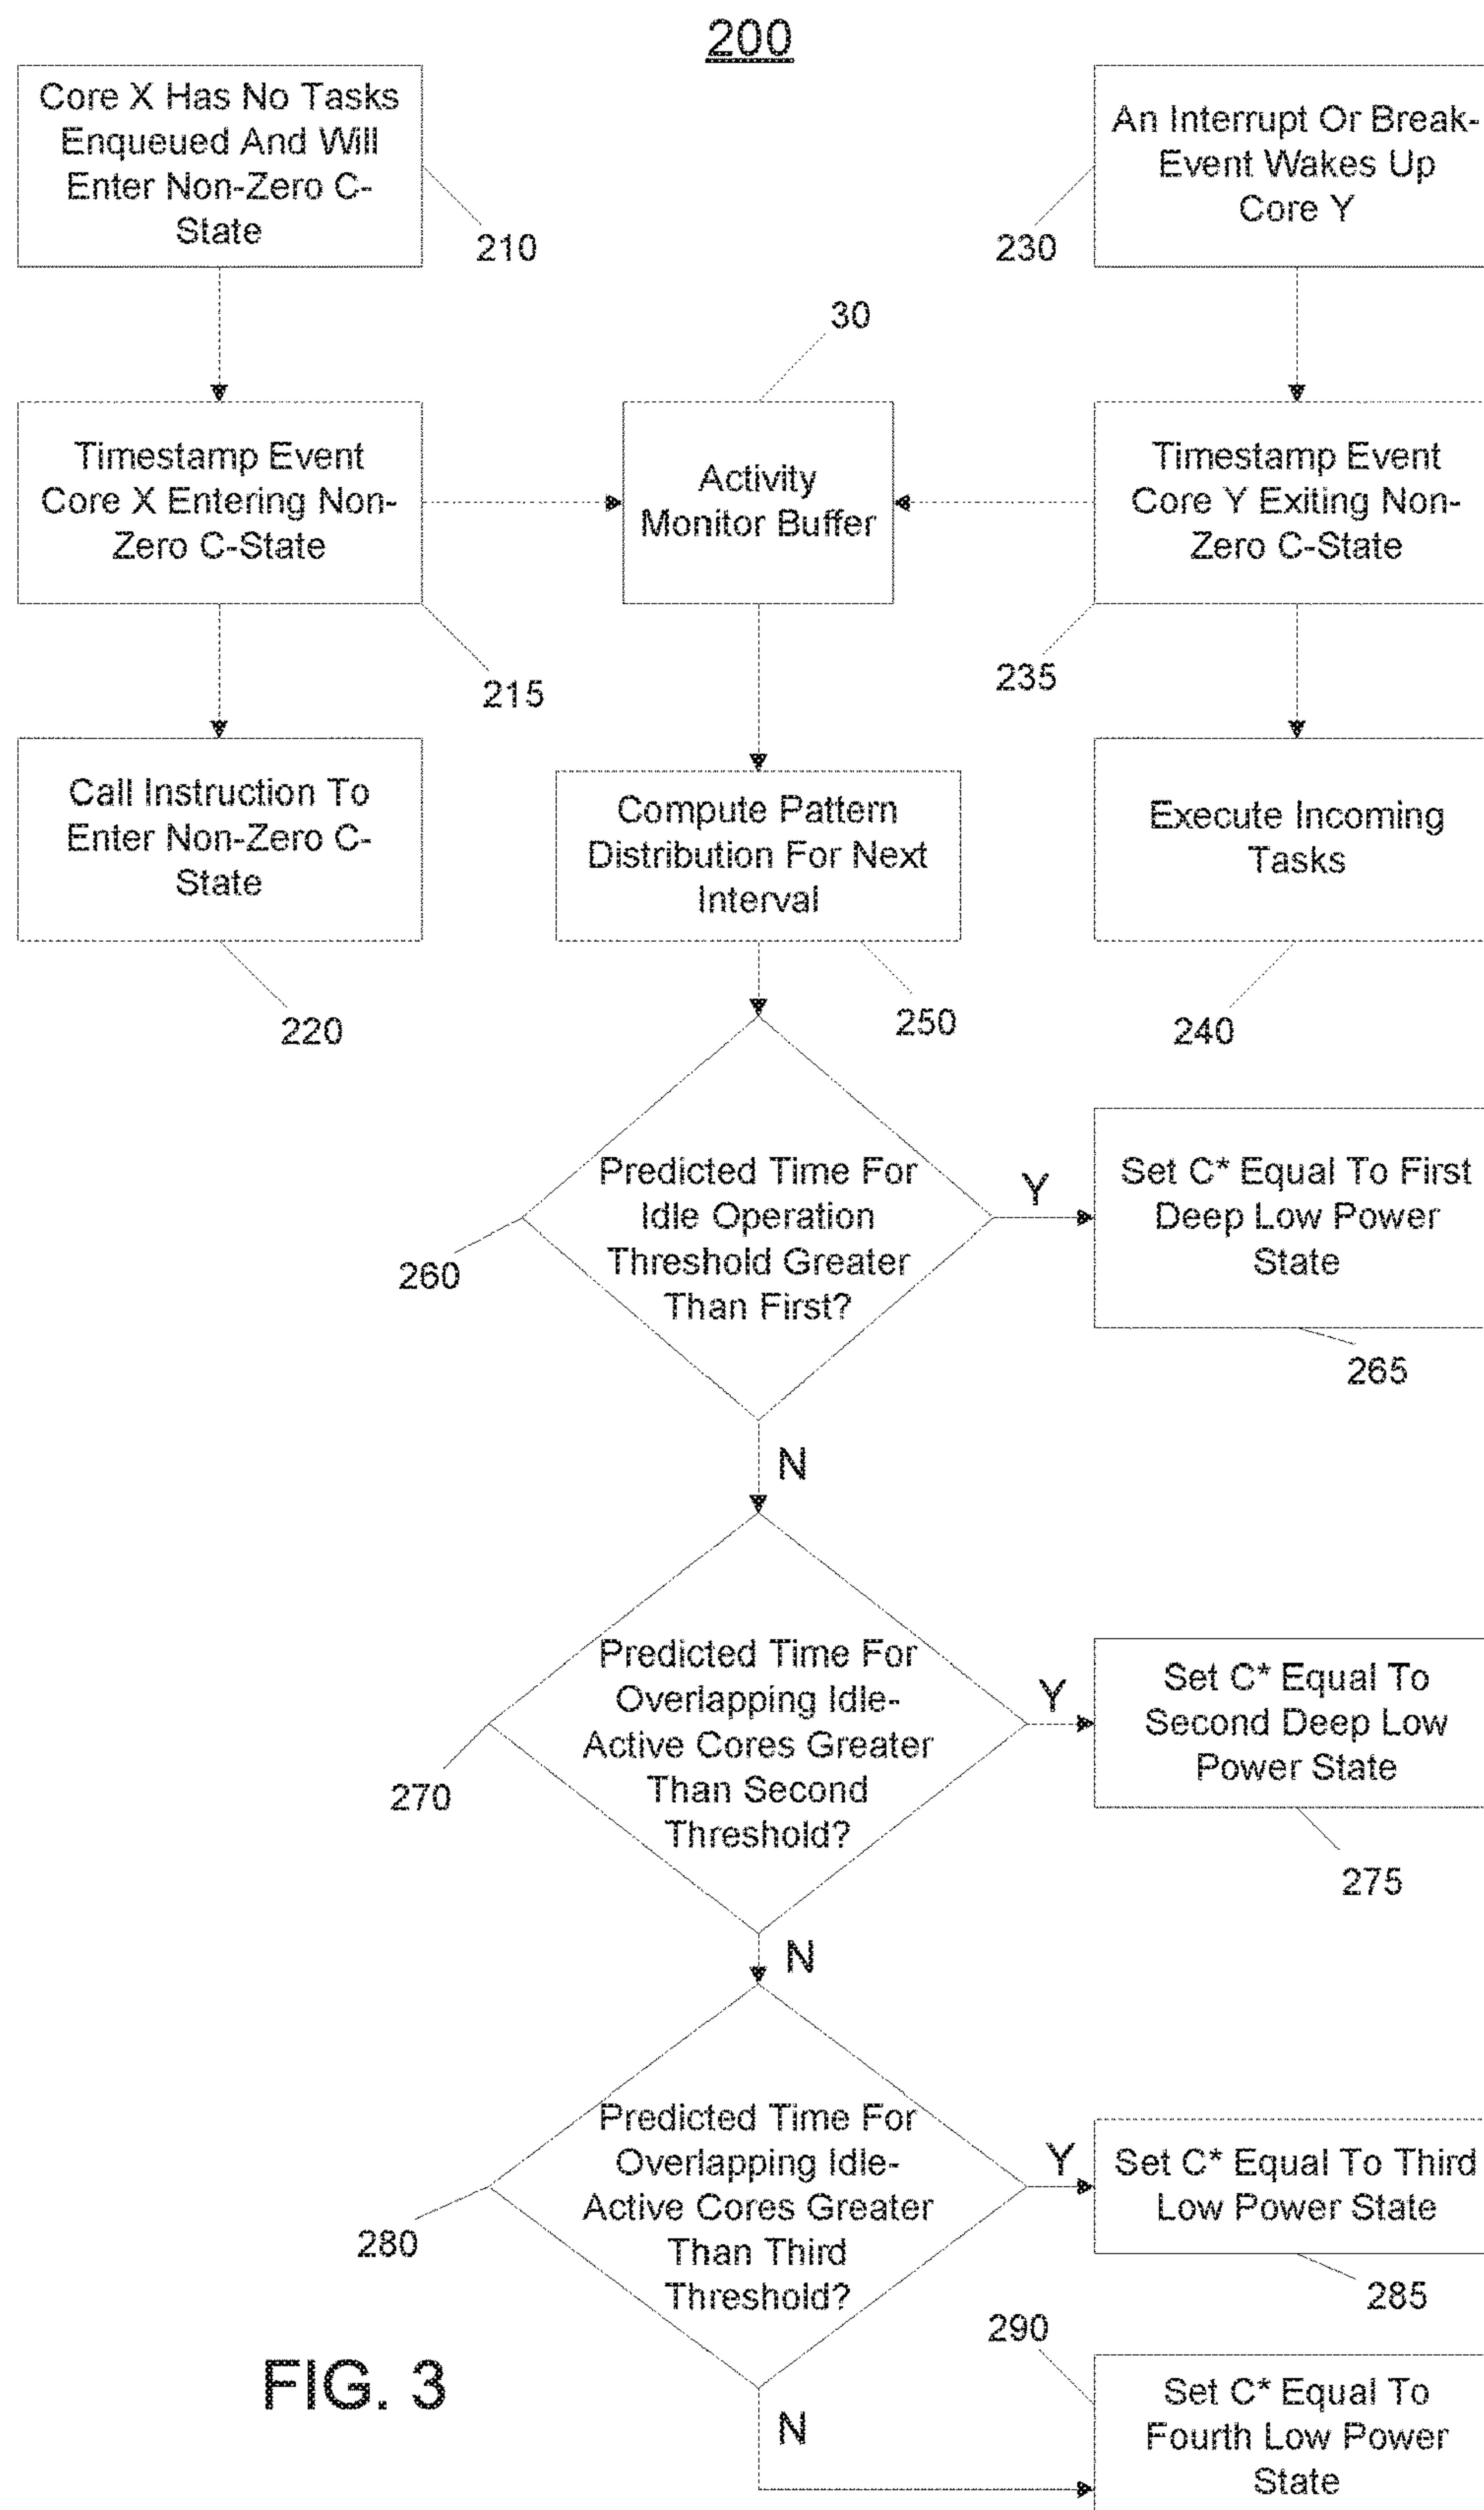 200
Core X Has No Tasks
Enqueued And Will
Enter Non-Zero C-
State
210
An Interrupt Or Break-
Event Wakes Up
Core Y
230
30
Timestamp Event
Core X Entering Non-
Zero C-State
215
Activity
Monitor Buffer
Timestamp Event
Core Y Exiting Non-
Zero C-State
235
Call Instruction To
Enter Non-Zero C-
State
220
Compute Pattern
Distribution For Next
Interval
250
Execute Incoming
Tasks
240
Predicted Time For
Idle Operation
Threshold Greater
Than First?
260
Y
Set C* Equal To First
Deep Low Power
State
265
N
Predicted Time For
Overlapping Idle-
Active Cores Greater
Than Second
Threshold?
270
Y
Set C* Equal To
Second Deep Low
Power State
275
N
Predicted Time For
Overlapping Idle-
Active Cores Greater
Than Third
Threshold?
280
Y
Set C* Equal To Third
Low Power State
285
N
290
Set C* Equal To
Fourth Low Power
State
FIG. 3